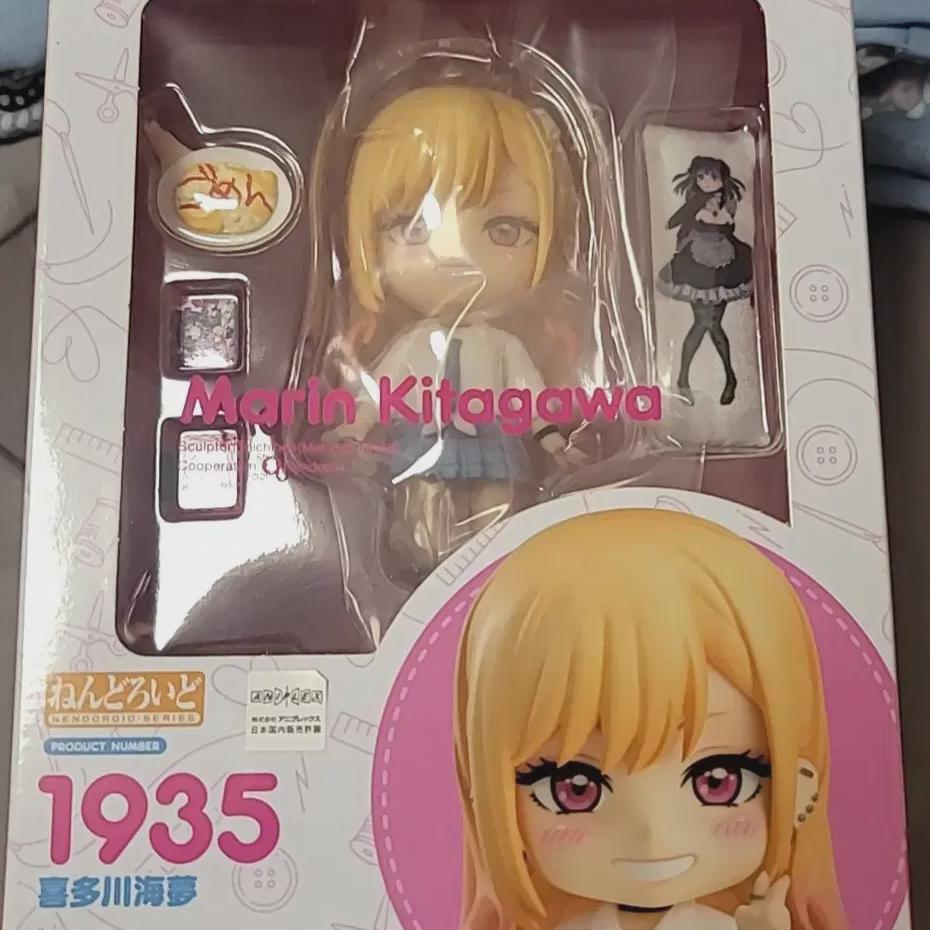 ごめん
Marin Kitagawa
Cooperation
ねんどろいど
NENDOROID SERIES
ANIPLEX
株式会社 アニプレックス
日本国内販売許諾
PRODUCT NUMBER
1935
喜多川海夢